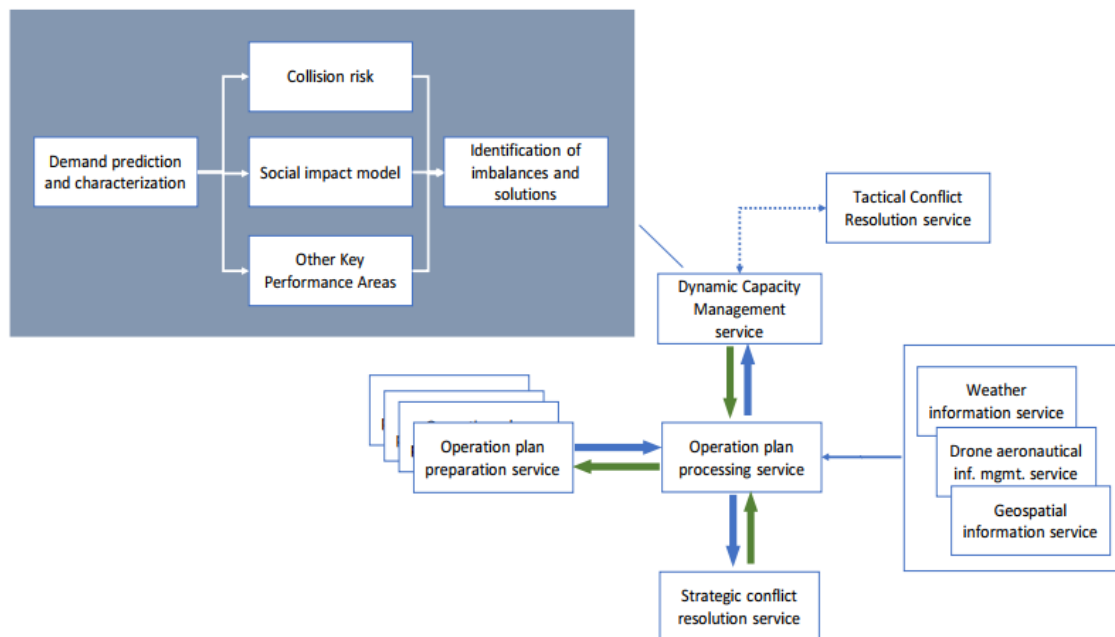 Collision risk
Demand prediction
and characterization
Social impact model
Identification of
imbalances and
solutions
Other Key
Performance Areas
Tactical Conflict
Resolution service
Dynamic Capacity
Management
service
Weather
information service
Drone aeronautical
inf. mgmt. service
Geospatial
information service
Operation plan
preparation service
Operation plan
processing service
Strategic conflict
resolution service